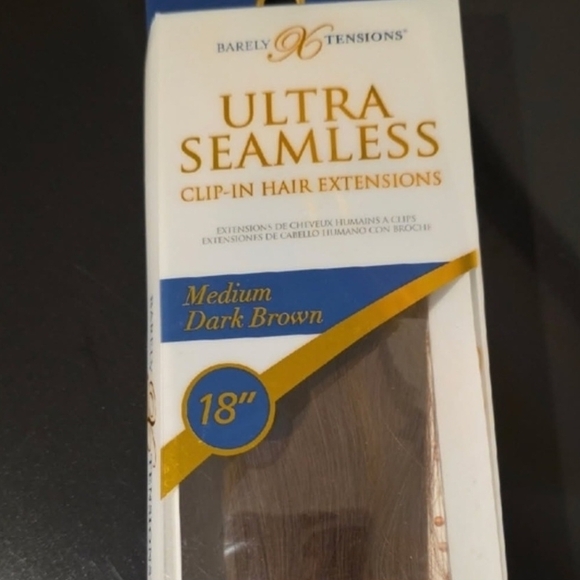 BARELY XTENSIONS®
ULTRA
SEAMLESS
CLIP-IN HAIR EXTENSIONS
EXTENSIONS DE CHEVEUX HUMAINS A CLIPS
EXTENSIONES DE CABELLO HUMANO CON BROCHE
Medium
Dark Brown
18"